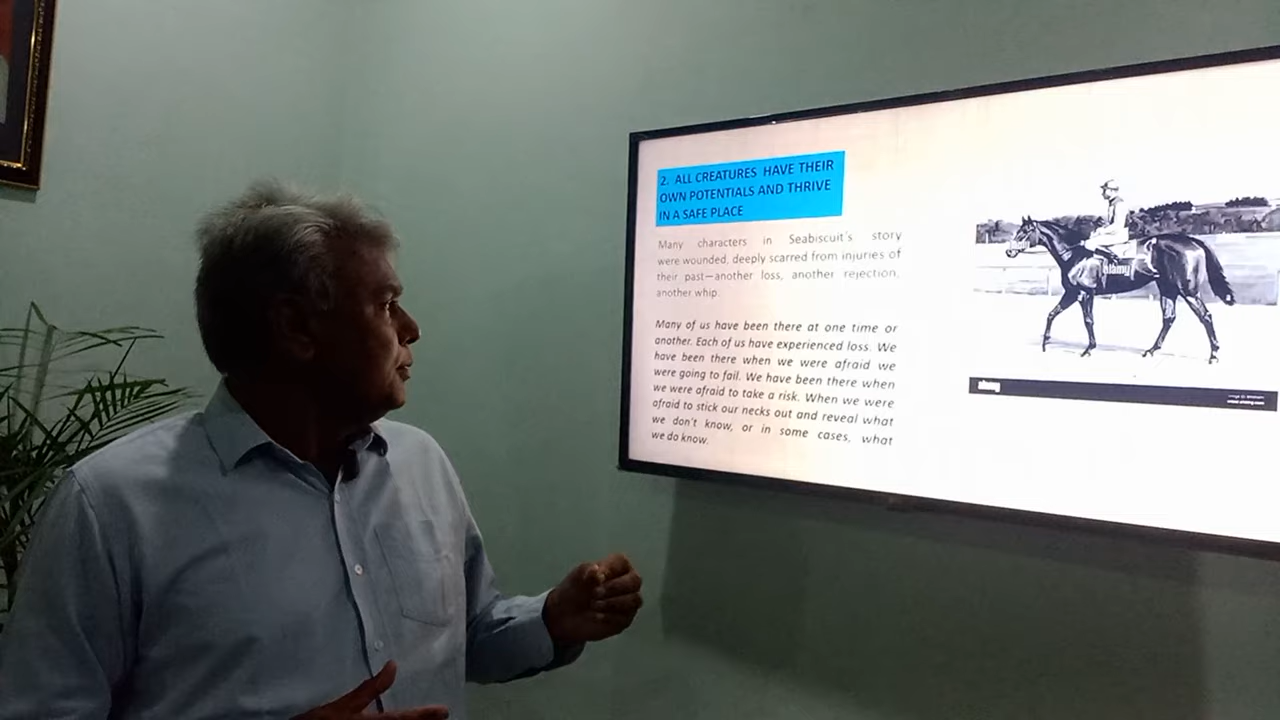 2. ALL CREATURES HAVE THEIR
OWN POTENTIALS AND THRIVE
IN A SAFE PLACE
Many characters in Seabiscuit's story
were wounded, deeply scarred from injuries of
their past—another loss, another rejection,
another whip.
Many of us have been there at one time or
another. Each of us have experienced loss. We
have been there when we were afraid we
were going to fail. We have been there when
we were afraid to take a risk. When we were
afraid to stick our necks out and reveal what
we don't know, or in some cases, what
we do know.
alamy
alamy
www.alamy.com